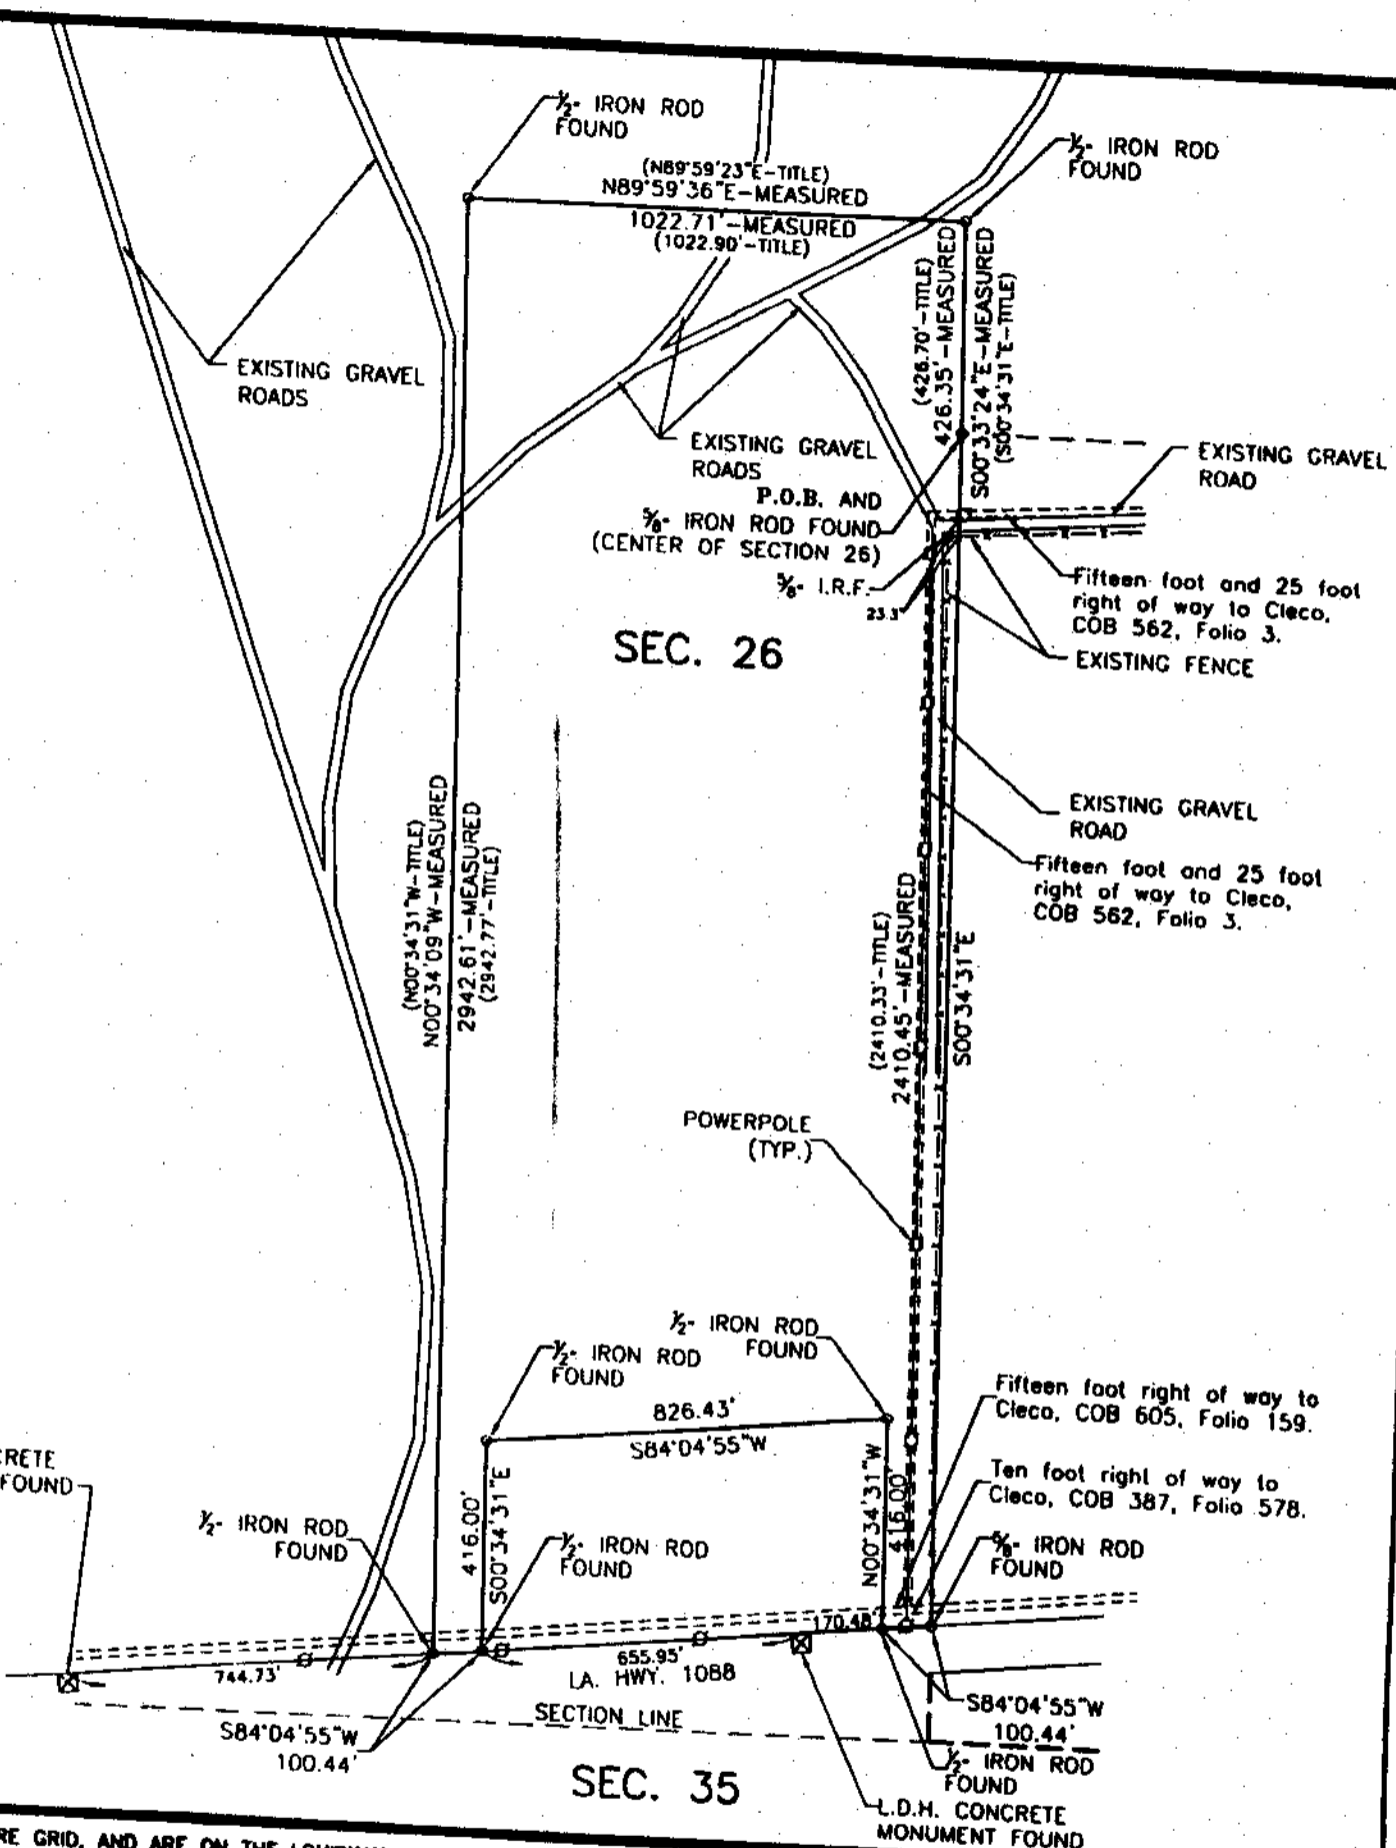 ½" IRON ROD
FOUND
½" IRON ROD
FOUND
(N89°59'23"E-TITLE)
N89°59'36"E-MEASURED
1022.71'-MEASURED
(1022.90'-TITLE)
(426.70'-TITLE)
426.35'-MEASURED
S00°33'24"E-MEASURED
(S00°34'31"E-TITLE)
EXISTING GRAVEL
ROADS
EXISTING GRAVEL
ROADS
EXISTING GRAVEL
ROAD
P.O.B. AND
⅝" IRON ROD FOUND
(CENTER OF SECTION 26)
⅝" I.R.F.
23.3'
Fifteen foot and 25 foot
right of way to Cleco,
COB 562, Folio 3.
EXISTING FENCE
SEC. 26
EXISTING GRAVEL
ROAD
Fifteen foot and 25 foot
right of way to Cleco,
COB 562, Folio 3.
(N00°34'31"W-TITLE)
N00°34'09"W-MEASURED
2942.61'-MEASURED
(2942.77'-TITLE)
(2410.33'-TITLE)
2410.45'-MEASURED
S00°34'31"E
POWERPOLE
(TYP.)
½" IRON ROD
FOUND
½" IRON ROD
FOUND
826.43'
S84°04'55"W
Fifteen foot right of way to
Cleco, COB 605, Folio 159.
Ten foot right of way to
Cleco, COB 387, Folio 578.
CRETE
FOUND
½" IRON ROD
FOUND
416.00'
S00°34'31"E
½" IRON ROD
FOUND
N00°34'31"W
416.00'
⅝" IRON ROD
FOUND
170.48'
744.73'
655.95'
LA. HWY. 1088
SECTION LINE
S84°04'55"W
100.44'
S84°04'55"W
100.44'
½" IRON ROD
FOUND
SEC. 35
L.D.H. CONCRETE
MONUMENT FOUND
RE GRID, AND ARE ON THE